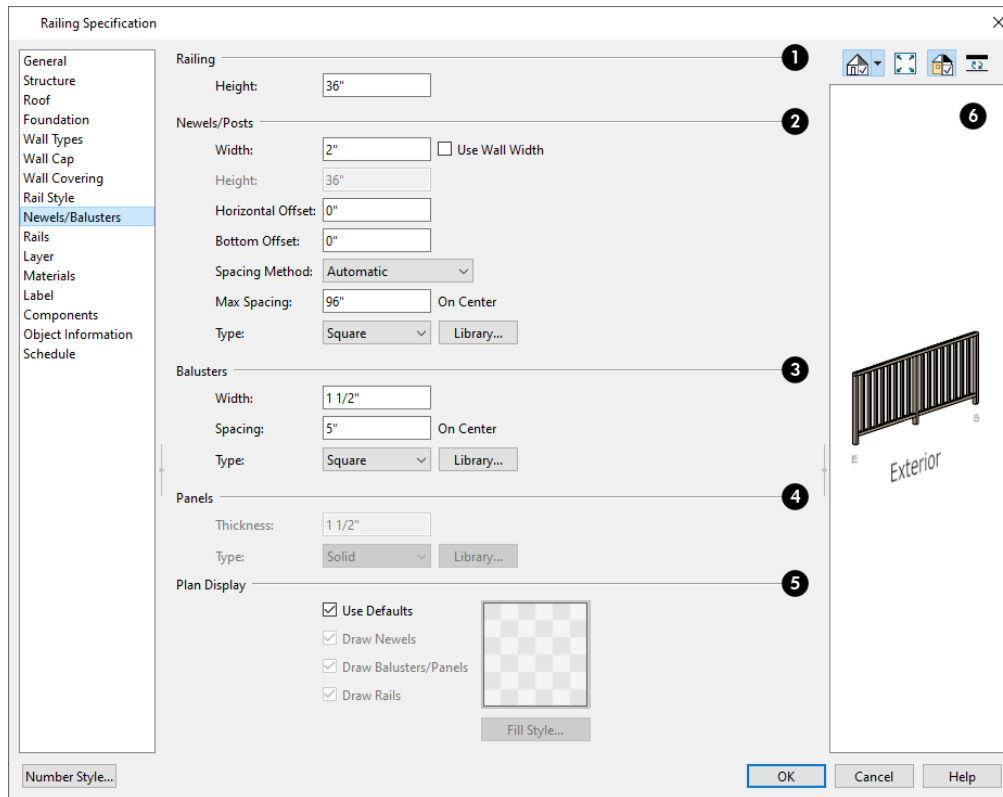 Railing Specification
General
Structure
Roof
Foundation
Wall Types
Wall Cap
Wall Covering
Rail Style
Newels/Balusters
Rails
Layer
Materials
Label
Components
Object Information
Schedule
Railing 1
Height: 36"
Newels/Posts 2
Width: 2" Use Wall Width
Height: 36"
Horizontal Offset: 0"
Bottom Offset: 0"
Spacing Method: Automatic
Max Spacing: 96" On Center
Type: Square Library...
Balusters 3
Width: 1 1/2"
Spacing: 5" On Center
Type: Square Library...
Panels 4
Thickness: 1 1/2"
Type: Solid Library...
Plan Display 5
Use Defaults
Draw Newels
Draw Balusters/Panels
Draw Rails
Fill Style...
6
E
S
Exterior
Number Style...
OK Cancel Help